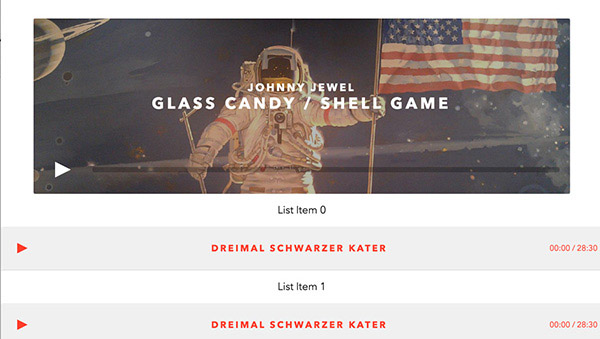 JOHNNY JEWEL
GLASS CANDY / SHELL GAME
List Item 0
DREIMAL SCHWARZER KATER
00:00 / 28:30
List Item 1
DREIMAL SCHWARZER KATER
00:00 / 28:30